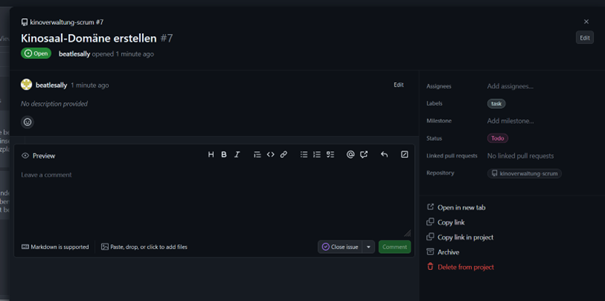 kinoverwaltung-scrum #7
Kinosaal-Domäne erstellen #7
Edit
Open beatlesally opened 1 minute ago
beatlesally 1 minute ago
Edit
No description provided
Preview
H B I
Leave a comment
Markdown is supported
Paste, drop, or click to add files
Close issue
Comment
Assignees Add assignees...
Labels task
Milestone Add milestone...
Status Todo
Linked pull requests No linked pull requests
Repository kinoverwaltung-scrum
Open in new tab
Copy link
Copy link in project
Archive
Delete from project